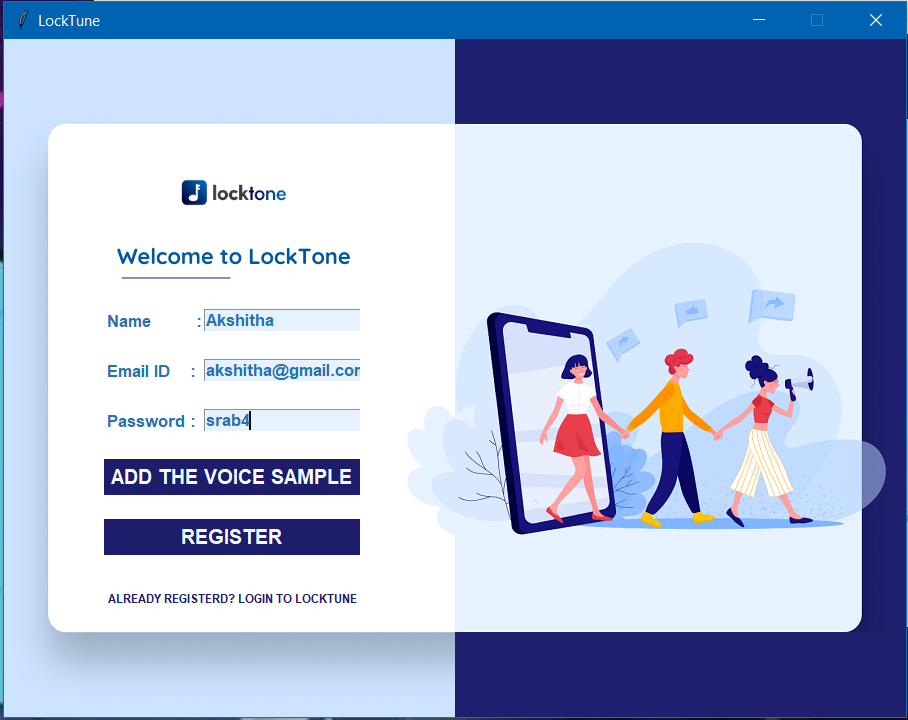 LockTune
locktone
Welcome to LockTone
Name : Akshitha
Email ID : akshitha@gmail.com
Password : srab4
ADD THE VOICE SAMPLE
REGISTER
ALREADY REGISTERD? LOGIN TO LOCKTUNE